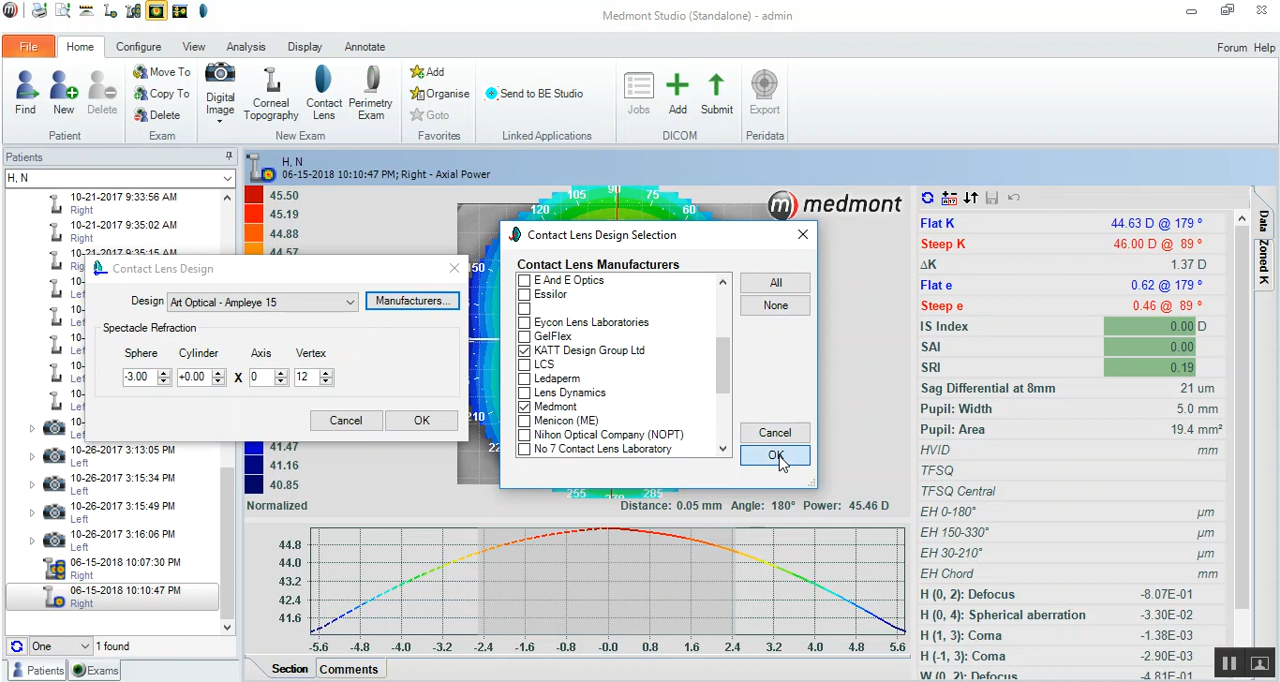 Medmont Studio (Standalone) - admin
File Home Configure View Analysis Display Annotate Forum Help
Find New Delete
Patient
Move To
Copy To
Delete
Exam
Digital Image
Corneal Topography
Contact Lens
Perimetry Exam
New Exam
Add
Organise
Goto
Favorites
Send to BE Studio
Linked Applications
Jobs Add Submit
DICOM
Export
Peridata
Patients
H, N
10-21-2017 9:33:56 AM
Right
10-21-2017 9:35:02 AM
Right
10-26-2017 3:13:05 PM
Left
10-26-2017 3:15:34 PM
Left
10-26-2017 3:15:49 PM
Left
10-26-2017 3:16:06 PM
Left
06-15-2018 10:07:30 PM
Right
06-15-2018 10:10:47 PM
Right
One 1 found
Patients Exams
H, N
06-15-2018 10:10:47 PM; Right - Axial Power
45.50
45.19
44.88
41.47
41.16
40.85
Normalized
120 105 90 75 60
255 270 285
m medmont
Distance: 0.05 mm Angle: 180° Power: 45.46 D
Contact Lens Design
Design Art Optical - Ampleye 15 Manufacturers...
Spectacle Refraction
Sphere Cylinder Axis Vertex
-3.00 +0.00 X 0 12
Cancel OK
Contact Lens Design Selection
Contact Lens Manufacturers
E And E Optics
Essilor
Eycon Lens Laboratories
GelFlex
KATT Design Group Ltd
LCS
Ledaperm
Lens Dynamics
Medmont
Menicon (ME)
Nihon Optical Company (NOPT)
No 7 Contact Lens Laboratory
All
None
Cancel
OK
44.8
44.0
43.2
42.4
41.6
-5.6 -4.8 -4.0 -3.2 -2.4 -1.6 -0.8 0.0 0.8 1.6 2.4 3.2 4.0 4.8 5.6
Section Comments
Flat K 44.63 D @ 179 °
Steep K 46.00 D @ 89 °
ΔK 1.37 D
Flat e 0.62 @ 179 °
Steep e 0.46 @ 89 °
IS Index 0.00 D
SAI 0.00
SRI 0.19
Sag Differential at 8mm 21 um
Pupil: Width 5.0 mm
Pupil: Area 19.4 mm²
HVID mm
TFSQ
TFSQ Central
EH 0-180° µm
EH 150-330° µm
EH 30-210° µm
EH Chord mm
H (0, 2): Defocus -8.07E-01
H (0, 4): Spherical aberration -3.30E-02
H (1, 3): Coma -1.38E-03
H (-1, 3): Coma -2.90E-03
W (0, 2): Defocus -4.81E-01
Data
Zoned K